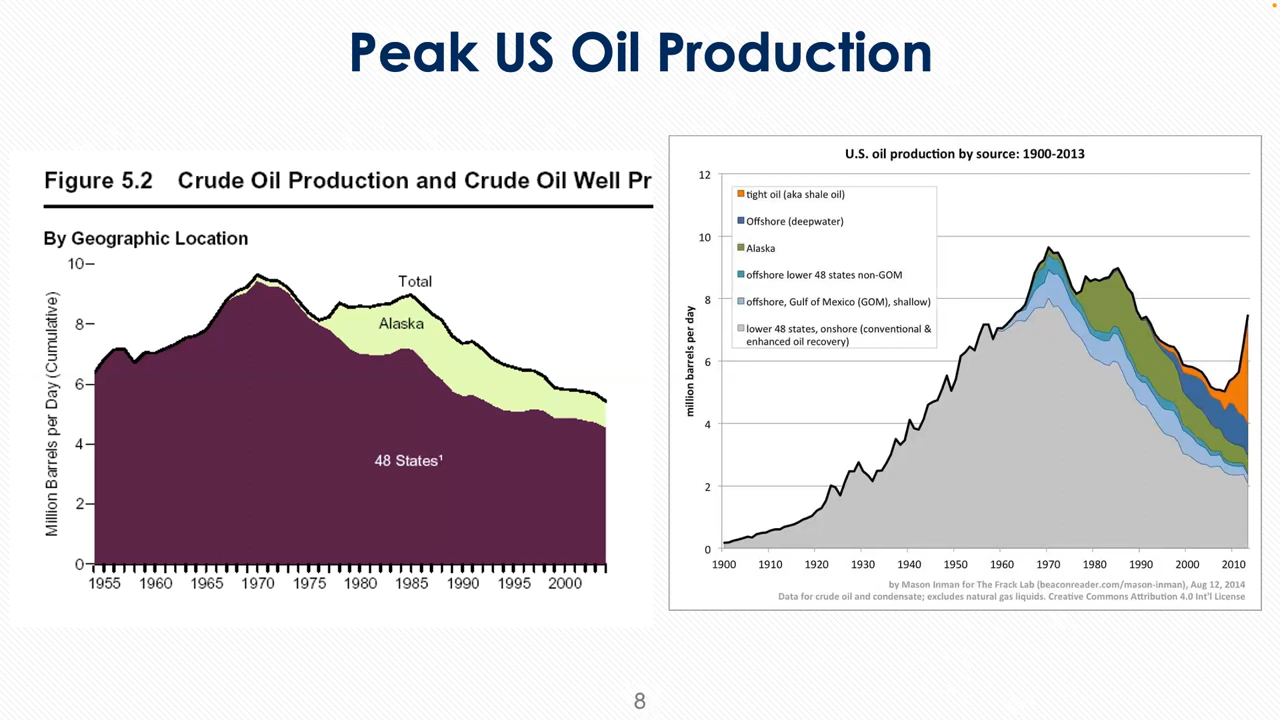 Peak US Oil Production
Figure 5.2 Crude Oil Production and Crude Oil Well Pr
By Geographic Location
Million Barrels per Day (Cumulative)
10
8
6
4
2
0
Total
Alaska
48 States¹
1955 1960 1965 1970 1975 1980 1985 1990 1995 2000
U.S. oil production by source: 1900-2013
million barrels per day
12
10
8
6
4
2
0
tight oil (aka shale oil)
Offshore (deepwater)
Alaska
offshore lower 48 states non-GOM
offshore, Gulf of Mexico (GOM), shallow)
lower 48 states, onshore (conventional &
enhanced oil recovery)
1900 1910 1920 1930 1940 1950 1960 1970 1980 1990 2000 2010
by Mason Inman for The Frack Lab (beaconreader.com/mason-inman), Aug 12, 2014
Data for crude oil and condensate; excludes natural gas liquids. Creative Commons Attribution 4.0 Int'l License
8